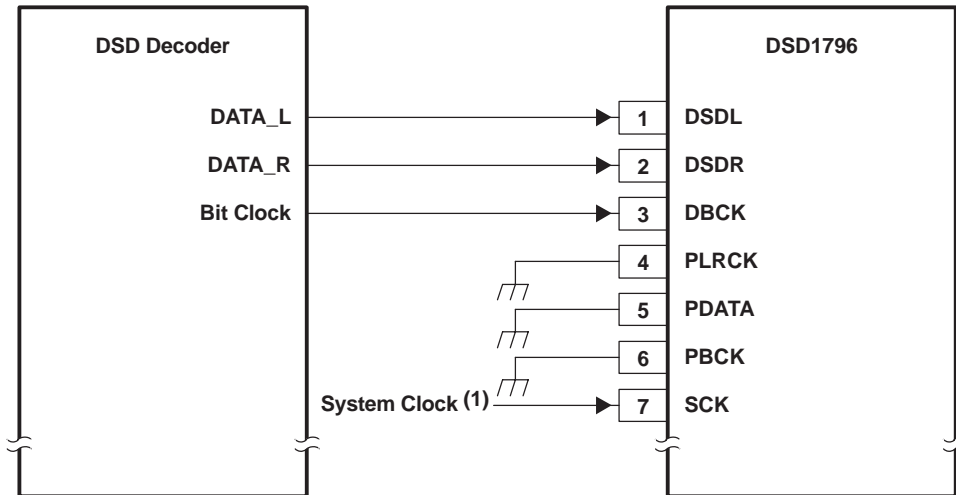 DSD Decoder
DSD1796
DATA_L
1
DSDL
DATA_R
2
DSDR
Bit Clock
3
DBCK
4
PLRCK
5
PDATA
6
PBCK
System Clock (1)
7
SCK